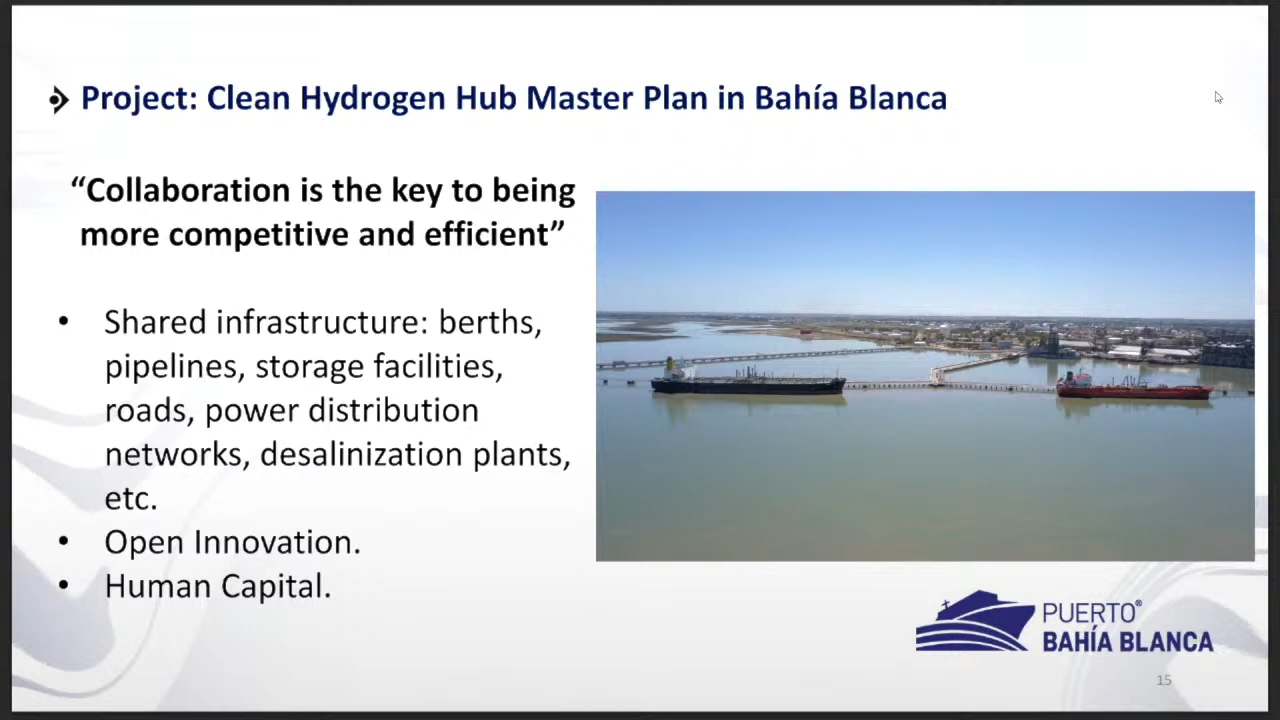 Project: Clean Hydrogen Hub Master Plan in Bahía Blanca
“Collaboration is the key to being
more competitive and efficient”
• Shared infrastructure: berths,
pipelines, storage facilities,
roads, power distribution
networks, desalinization plants,
etc.
• Open Innovation.
• Human Capital.
PUERTO®
BAHÍA BLANCA
15